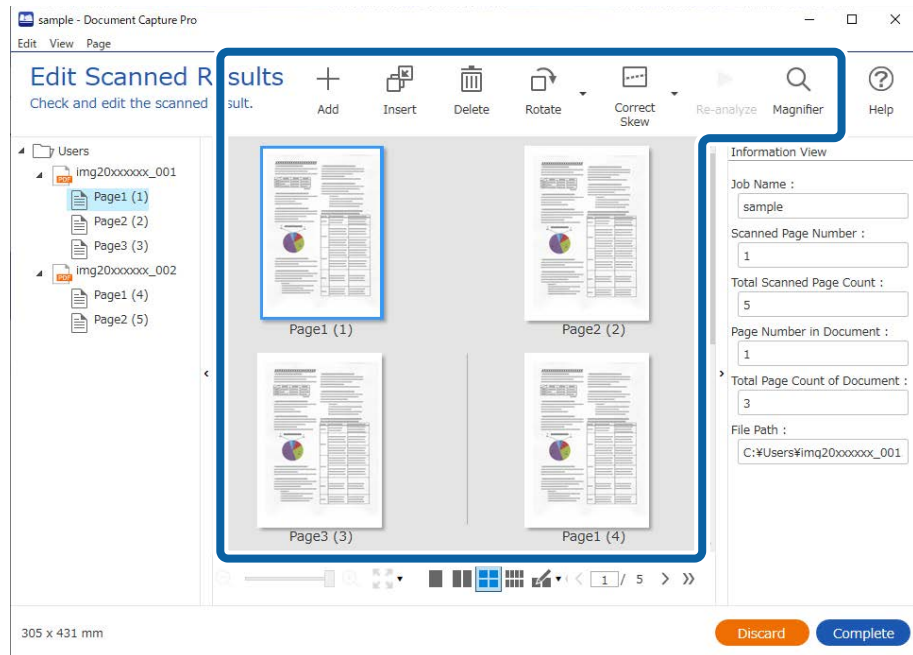 sample - Document Capture Pro
Edit View Page
Edit Scanned R sults
Check and edit the scanned sult.
Add
Insert
Delete
Rotate
Correct
Skew
Re-analyze
Magnifier
Help
Users
img20xxxxxx_001
Page1 (1)
Page2 (2)
Page3 (3)
img20xxxxxx_002
Page1 (4)
Page2 (5)
Page1 (1)
Page2 (2)
Page3 (3)
Page1 (4)
Information View
Job Name :
sample
Scanned Page Number :
1
Total Scanned Page Count :
5
Page Number in Document :
1
Total Page Count of Document :
3
File Path :
C:¥Users¥img20xxxxxx_001
1 / 5
305 x 431 mm
Discard
Complete